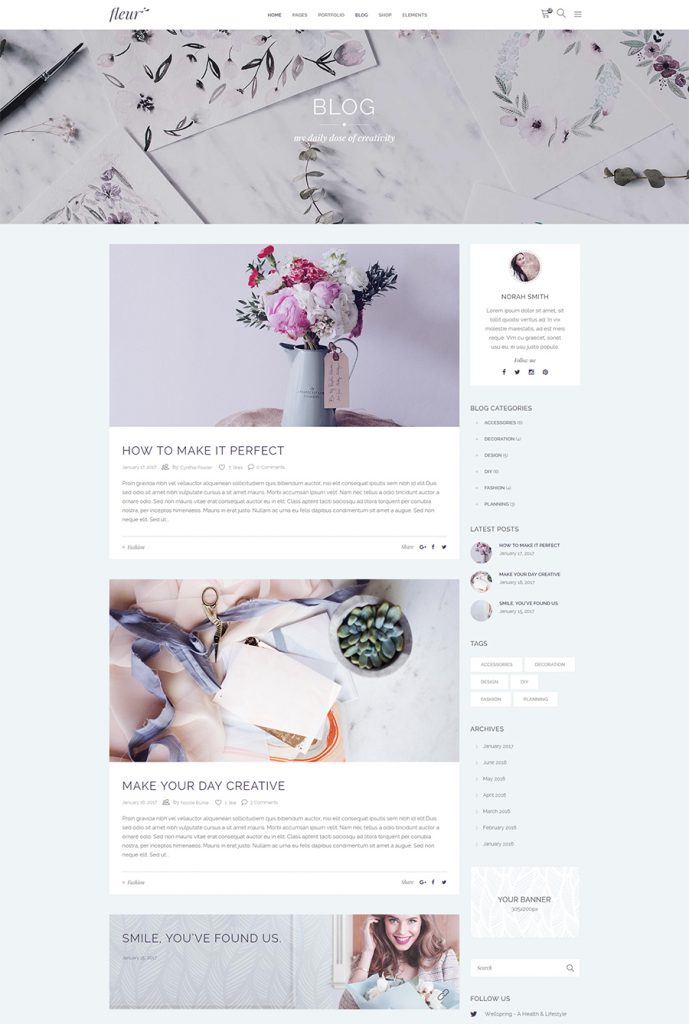 fleur
HOME PAGES PORTFOLIO BLOG SHOP ELEMENTS
BLOG
my daily dose of creativity
HOW TO MAKE IT PERFECT
January 17, 2017 By Cynthia Fowler 7 likes 0 Comments
Proin gravida nibh vel veliauctor aliquenean sollicitudem quis bibendum auctor, nisi elit consequat ipsutis sem nibh id elit.Duis
sed odio sit amet nibh vulputate cursus a sit amet mauris. Morbi accumsan ipsum velit. Nam nec tellus a odio tincidunt auctor
a ornare odio. Sed non mauris vitae erat consequat auctor eu in elit. Class aptent taciti sociosqu ad litora torquent per conubia
nostra, per inceptos himenaeos. Mauris in erat justo. Nullam ac urna eu felis dapibus condimentum sit amet a augue. Sed non
neque elit. Sed ut...
Fashion
Share
MAKE YOUR DAY CREATIVE
January 16, 2017 By Nicole Burke 1 like 3 Comments
Proin gravida nibh vel veliauctor aliquenean sollicitudem quis bibendum auctor, nisi elit consequat ipsutis sem nibh id elit.Duis
sed odio sit amet nibh vulputate cursus a sit amet mauris. Morbi accumsan ipsum velit. Nam nec tellus a odio tincidunt auctor
a ornare odio. Sed non mauris vitae erat consequat auctor eu in elit. Class aptent taciti sociosqu ad litora torquent per conubia
nostra, per inceptos himenaeos. Mauris in erat justo. Nullam ac urna eu felis dapibus condimentum sit amet a augue. Sed non
neque elit. Sed ut...
Fashion
Share
SMILE, YOU'VE FOUND US.
January 15, 2017
NORAH SMITH
Lorem ipsum dolor sit amet, sit
tollit quodsi veritus ad. In vix
molestie maiestatis, ad est meis
reque. Vim cu graecet, sonet
usu eu, ei usu justo populo.
Follow me
BLOG CATEGORIES
ACCESSORIES (6)
DECORATION (4)
DESIGN (5)
DIY (6)
FASHION (4)
PLANNING (3)
LATEST POSTS
HOW TO MAKE IT PERFECT
January 17, 2017
MAKE YOUR DAY CREATIVE
January 16, 2017
SMILE, YOU'VE FOUND US
January 15, 2017
TAGS
ACCESSORIES DECORATION
DESIGN DIY
FASHION PLANNING
ARCHIVES
January 2017
June 2016
May 2016
April 2016
March 2016
February 2016
January 2016
YOUR BANNER
305x200px
Search
FOLLOW US
Wellspring - A Health & Lifestyle